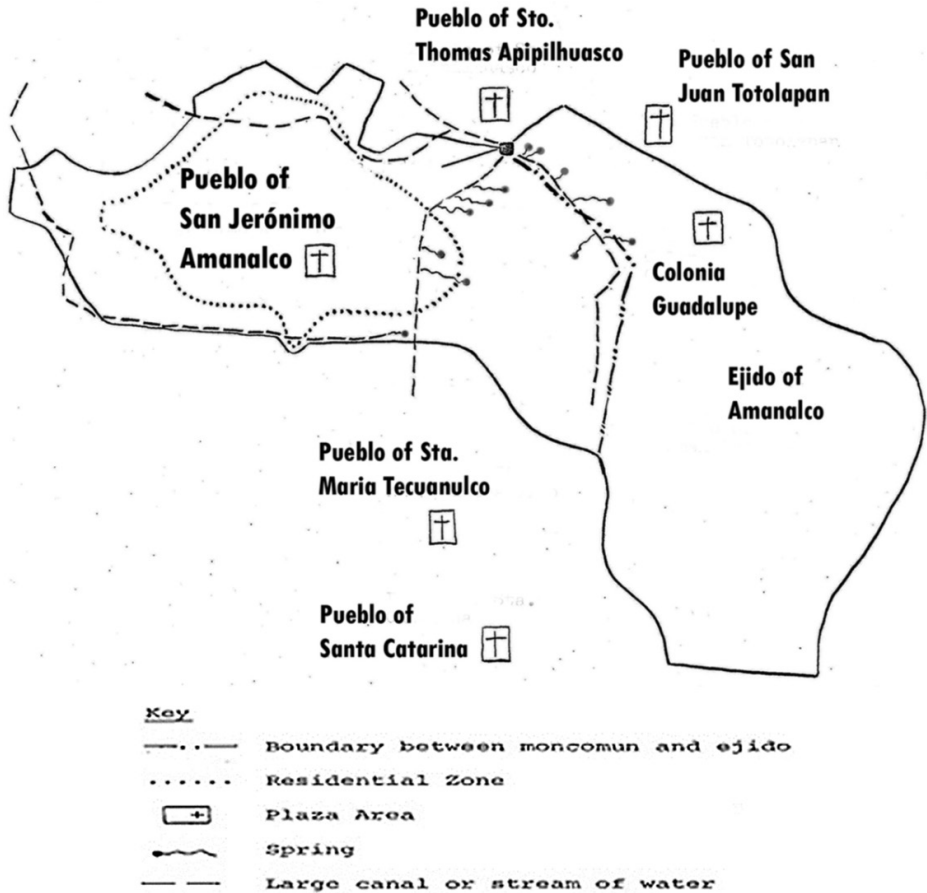 Pueblo of Sto.
Thomas Apipilhuasco
Pueblo of San
Juan Totolapan
Pueblo of
San Jerónimo
Amanalco
Colonia
Guadalupe
Ejido of
Amanalco
Pueblo of Sta.
Maria Tecuanulco
Pueblo of
Santa Catarina
Key
Boundary between moncomun and ejido
Residential Zone
Plaza Area
Spring
Large canal or stream of water